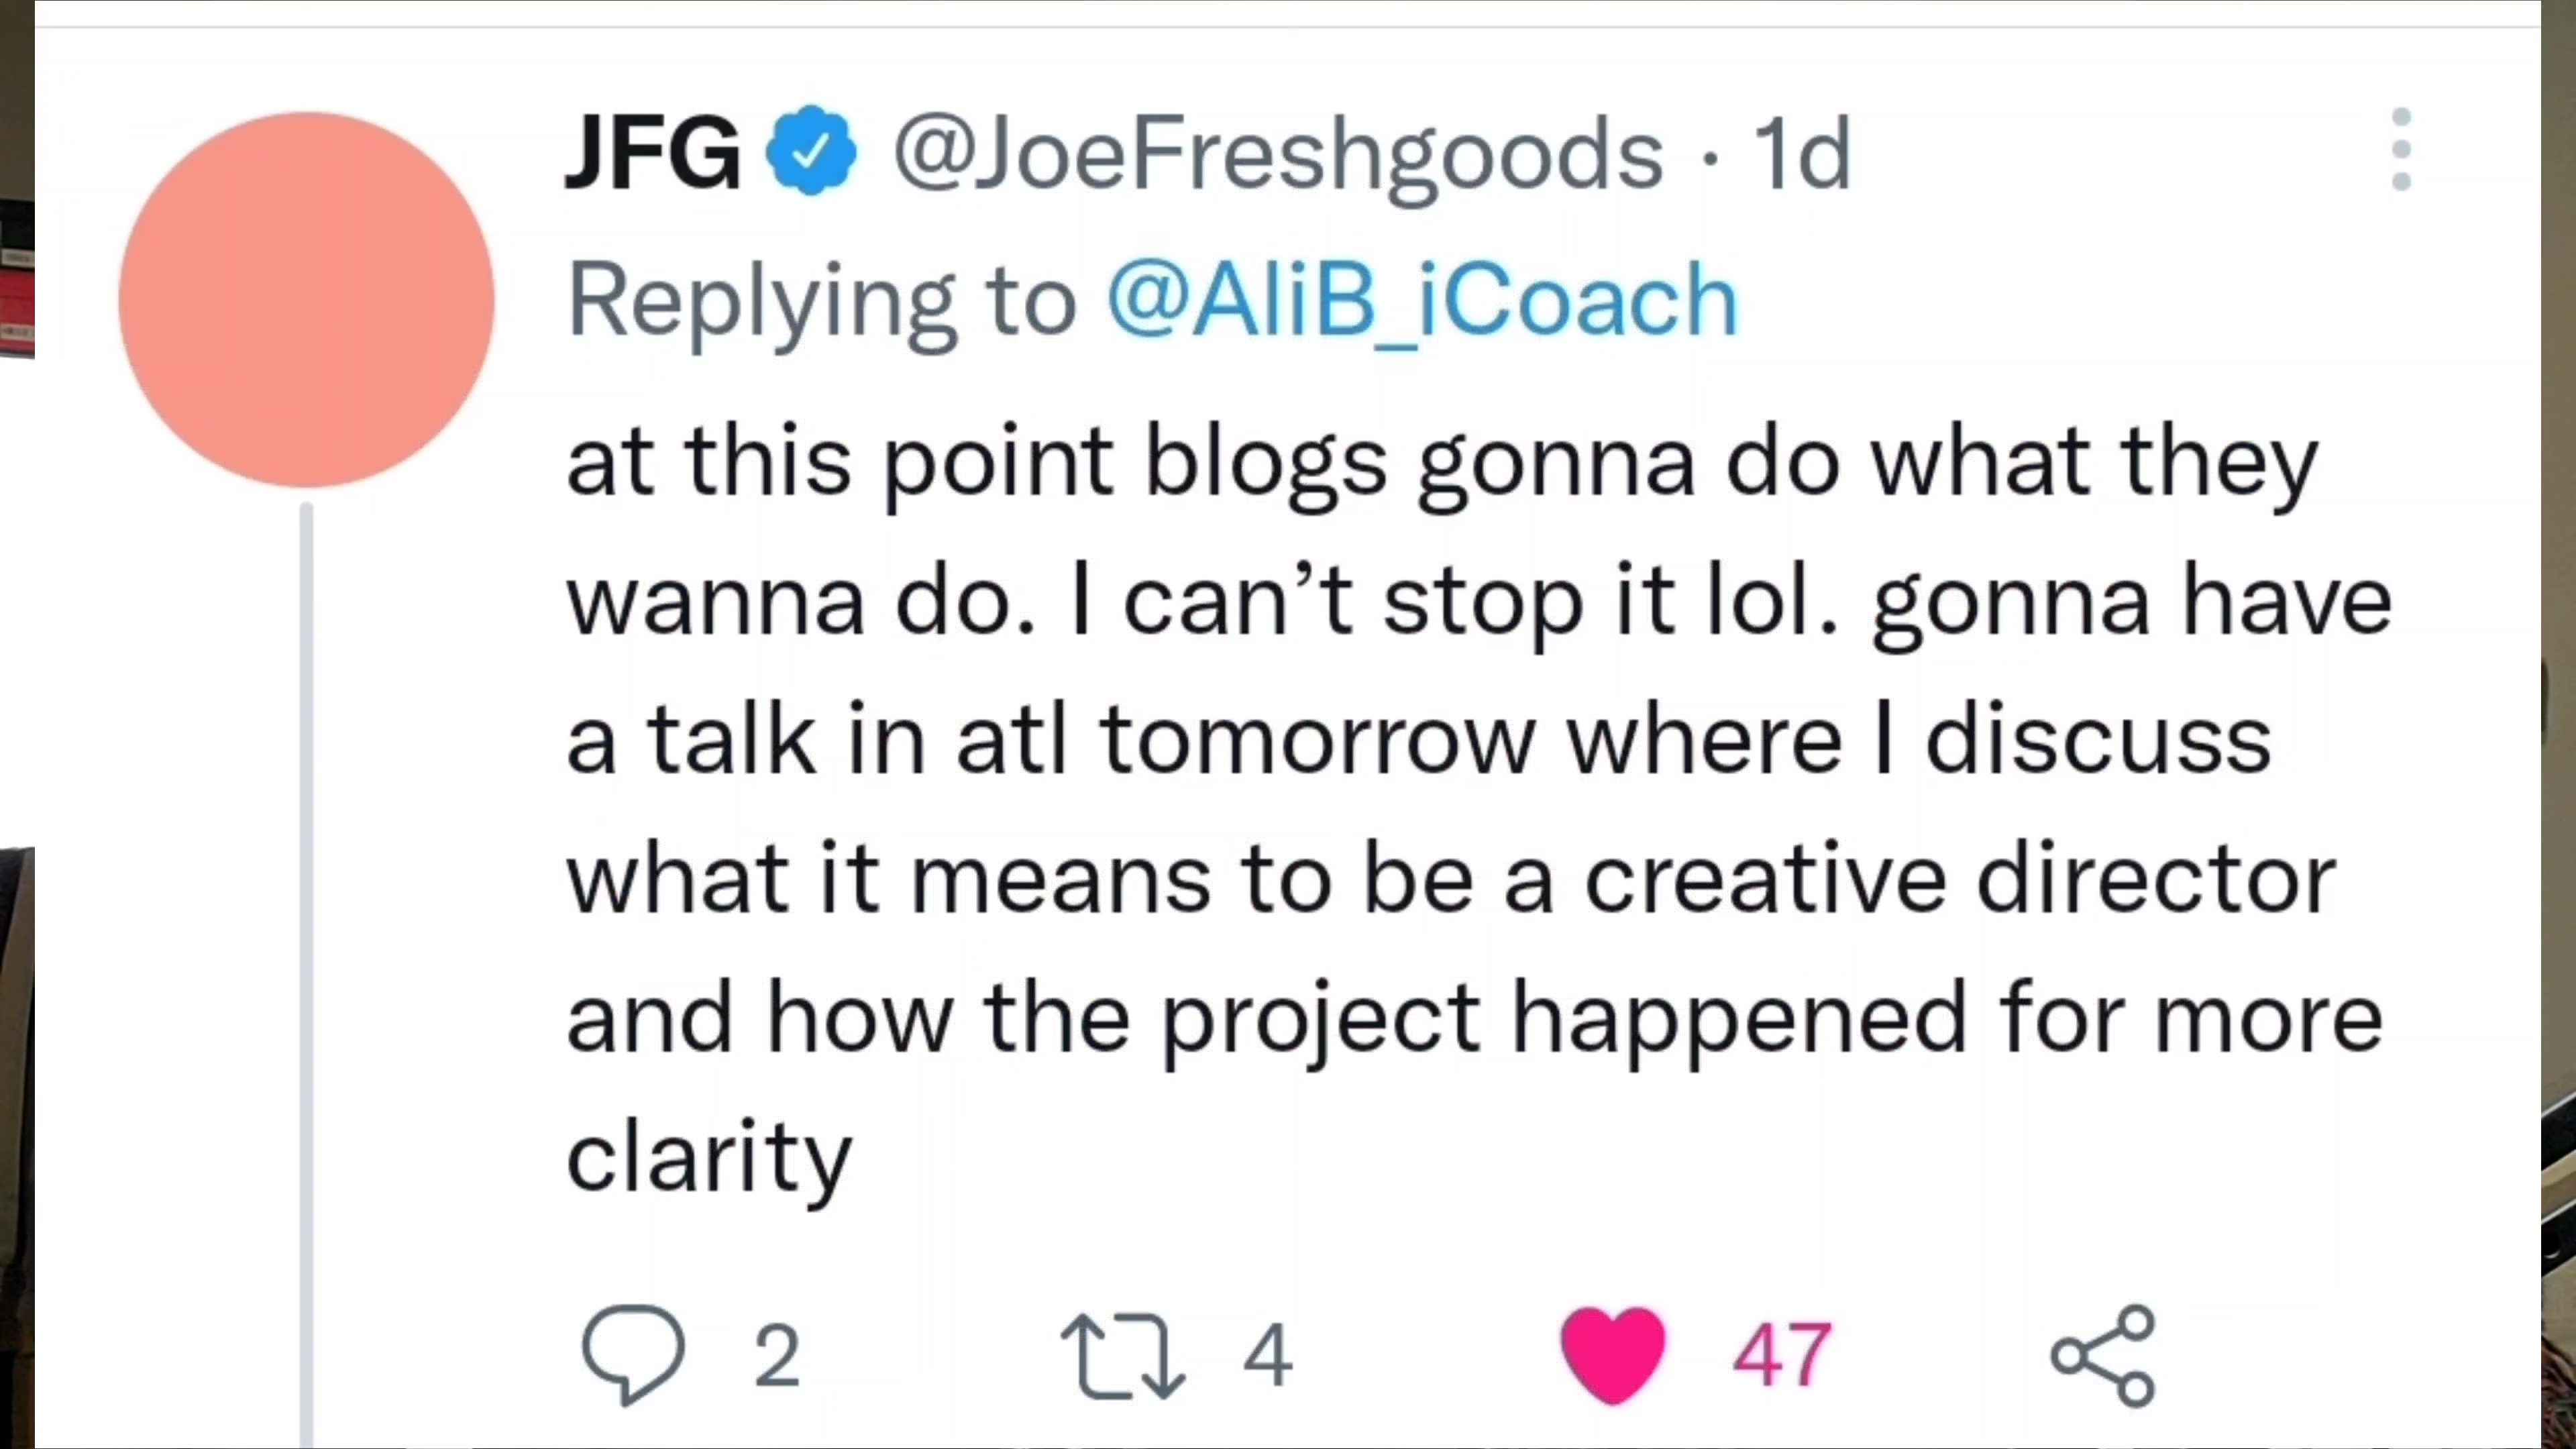 JFG @JoeFreshgoods · 1d
Replying to @AliB_iCoach
at this point blogs gonna do what they
wanna do. I can’t stop it lol. gonna have
a talk in atl tomorrow where I discuss
what it means to be a creative director
and how the project happened for more
clarity
2 4 47